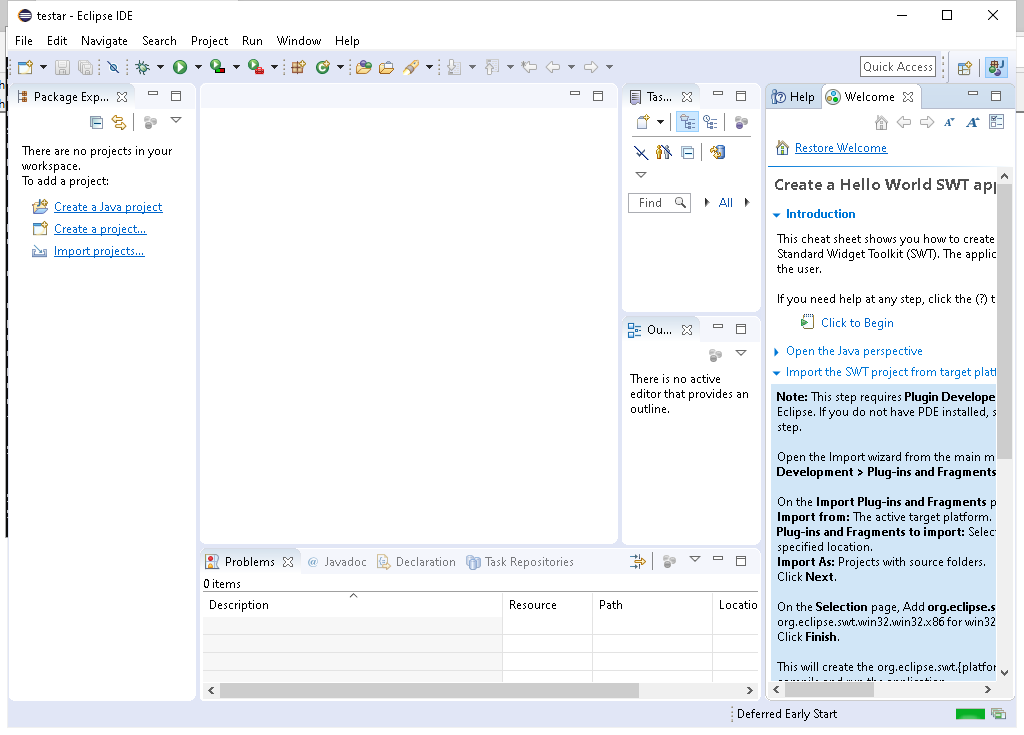 testar - Eclipse IDE
File Edit Navigate Search Project Run Window Help
Quick Access
Package Exp...
There are no projects in your
workspace.
To add a project:
Create a Java project
Create a project...
Import projects...
Tas...
Find
All
Ou...
There is no active
editor that provides an
outline.
Problems
Javadoc
Declaration
Task Repositories
0 items
Description Resource Path Locatio
Help
Welcome
Restore Welcome
Create a Hello World SWT app
Introduction
This cheat sheet shows you how to create
Standard Widget Toolkit (SWT). The applic
the user.
If you need help at any step, click the (?) t
Click to Begin
Open the Java perspective
Import the SWT project from target platf
Note: This step requires Plugin Develope
Eclipse. If you do not have PDE installed, s
step.
Open the Import wizard from the main m
Development > Plug-ins and Fragments
On the Import Plug-ins and Fragments p
Import from: The active target platform.
Plug-ins and Fragments to import: Selec
specified location.
Import As: Projects with source folders.
Click Next.
On the Selection page, Add org.eclipse.s
org.eclipse.swt.win32.win32.x86 for win32
Click Finish.
This will create the org.eclipse.swt.{platfor
compile and run the application.
Deferred Early Start